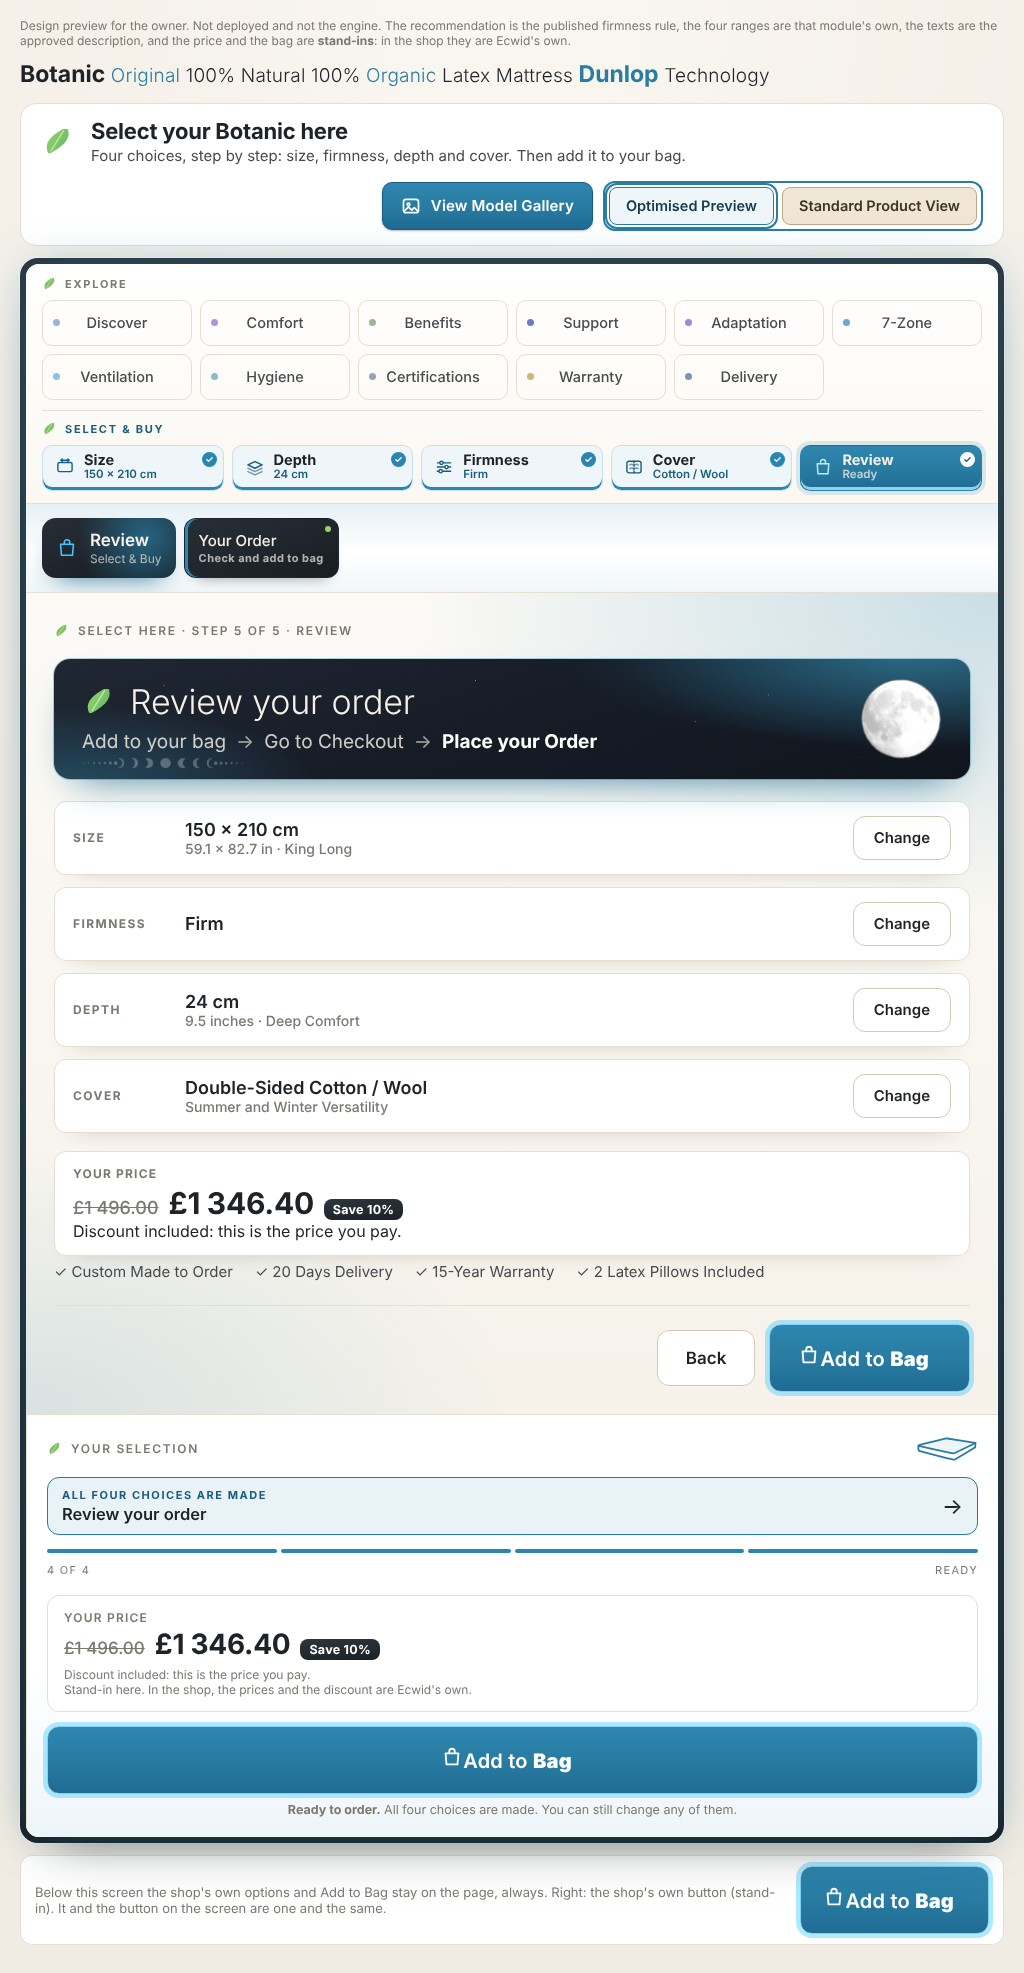 Design preview for the owner. Not deployed and not the engine. The recommendation is the published firmness rule, the four ranges are that module's own, the texts are the
approved description, and the price and the bag are stand-ins: in the shop they are Ecwid's own.
Botanic Original 100% Natural 100% Organic Latex Mattress Dunlop Technology
Select your Botanic here
Four choices, step by step: size, firmness, depth and cover. Then add it to your bag.
View Model Gallery
Optimised Preview
Standard Product View
EXPLORE
Discover
Comfort
Benefits
Support
Adaptation
7-Zone
Ventilation
Hygiene
Certifications
Warranty
Delivery
SELECT & BUY
Size
150 × 210 cm
Depth
24 cm
Firmness
Firm
Cover
Cotton / Wool
Review
Ready
Review
Select & Buy
Your Order
Check and add to bag
SELECT HERE · STEP 5 OF 5 · REVIEW
Review your order
Add to your bag → Go to Checkout → Place your Order
SIZE
150 × 210 cm
59.1 × 82.7 in · King Long
Change
FIRMNESS
Firm
Change
DEPTH
24 cm
9.5 inches · Deep Comfort
Change
COVER
Double-Sided Cotton / Wool
Summer and Winter Versatility
Change
YOUR PRICE
£1 496.00 £1 346.40 Save 10%
Discount included: this is the price you pay.
✓ Custom Made to Order ✓ 20 Days Delivery ✓ 15-Year Warranty ✓ 2 Latex Pillows Included
Back
Add to Bag
YOUR SELECTION
ALL FOUR CHOICES ARE MADE
Review your order →
4 OF 4
READY
YOUR PRICE
£1 496.00 £1 346.40 Save 10%
Discount included: this is the price you pay.
Stand-in here. In the shop, the prices and the discount are Ecwid's own.
Add to Bag
Ready to order. All four choices are made. You can still change any of them.
Below this screen the shop's own options and Add to Bag stay on the page, always. Right: the shop's own button (stand-
in). It and the button on the screen are one and the same.
Add to Bag